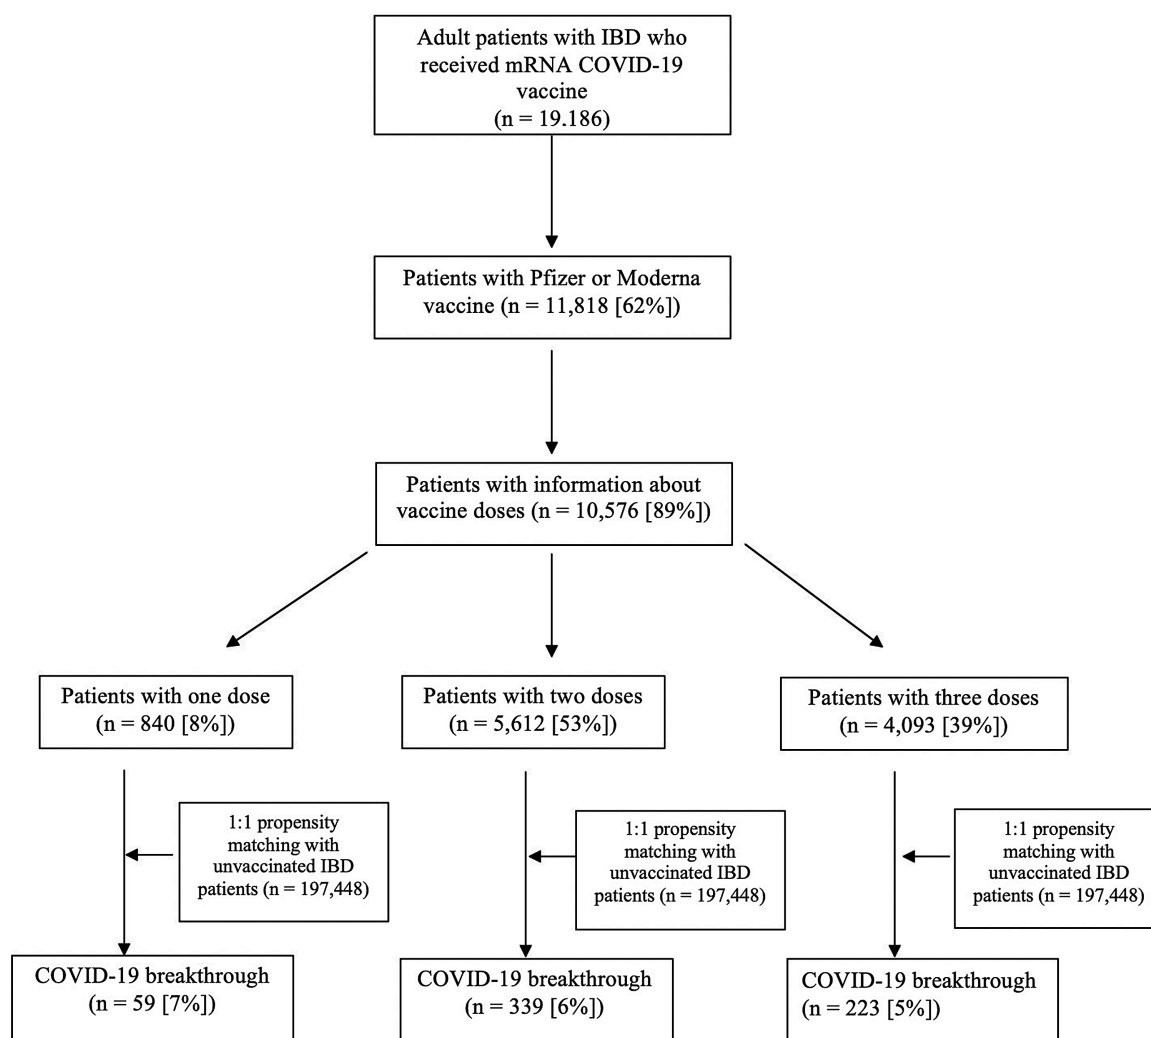 Adult patients with IBD who
received mRNA COVID-19
vaccine
(n = 19.186)
Patients with Pfizer or Moderna
vaccine (n = 11,818 [62%])
Patients with information about
vaccine doses (n = 10,576 [89%])
Patients with one dose
(n = 840 [8%])
Patients with two doses
(n = 5,612 [53%])
Patients with three doses
(n = 4,093 [39%])
1:1 propensity
matching with
unvaccinated IBD
patients (n = 197,448)
1:1 propensity
matching with
unvaccinated IBD
patients (n = 197,448)
1:1 propensity
matching with
unvaccinated IBD
patients (n = 197,448)
COVID-19 breakthrough
(n = 59 [7%])
COVID-19 breakthrough
(n = 339 [6%])
COVID-19 breakthrough
(n = 223 [5%])